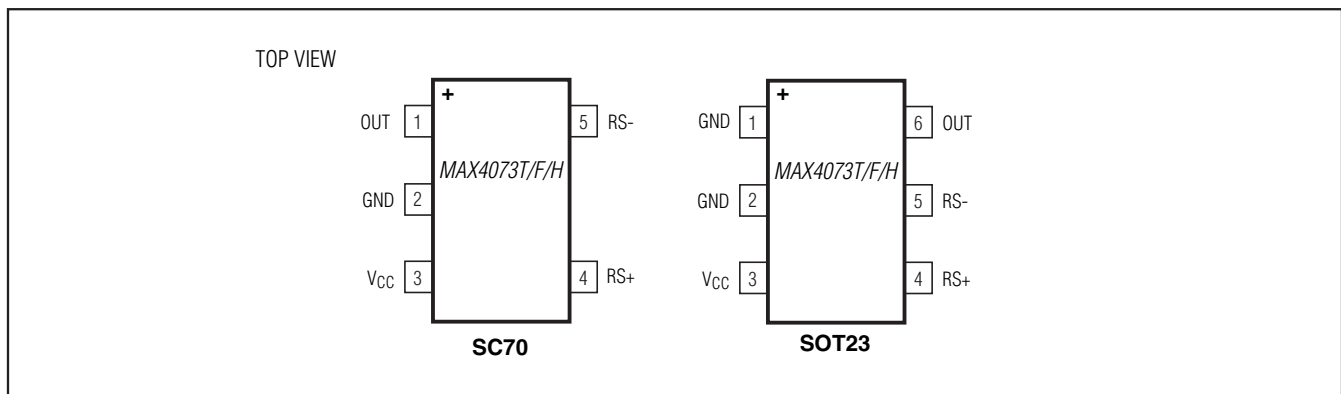 TOP VIEW
+
OUT 1
5 RS-
MAX4073T/F/H
GND 2
VCC 3
4 RS+
SC70
+
GND 1
6 OUT
MAX4073T/F/H
GND 2
5 RS-
VCC 3
4 RS+
SOT23